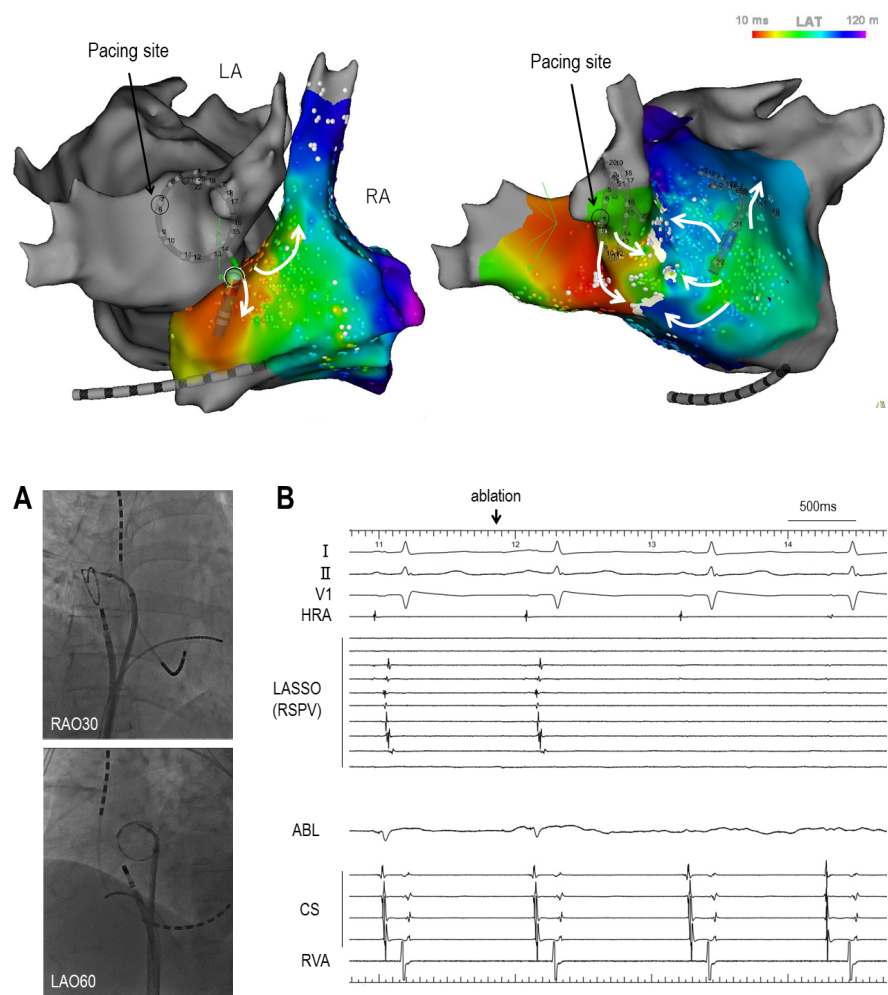 10 ms LAT 120 m
Pacing site
LA
RA
Pacing site
A
RAO30
LAO60
B
ablation
500ms
11 12 13 14
I
II
V1
HRA
LASSO
(RSPV)
ABL
CS
RVA